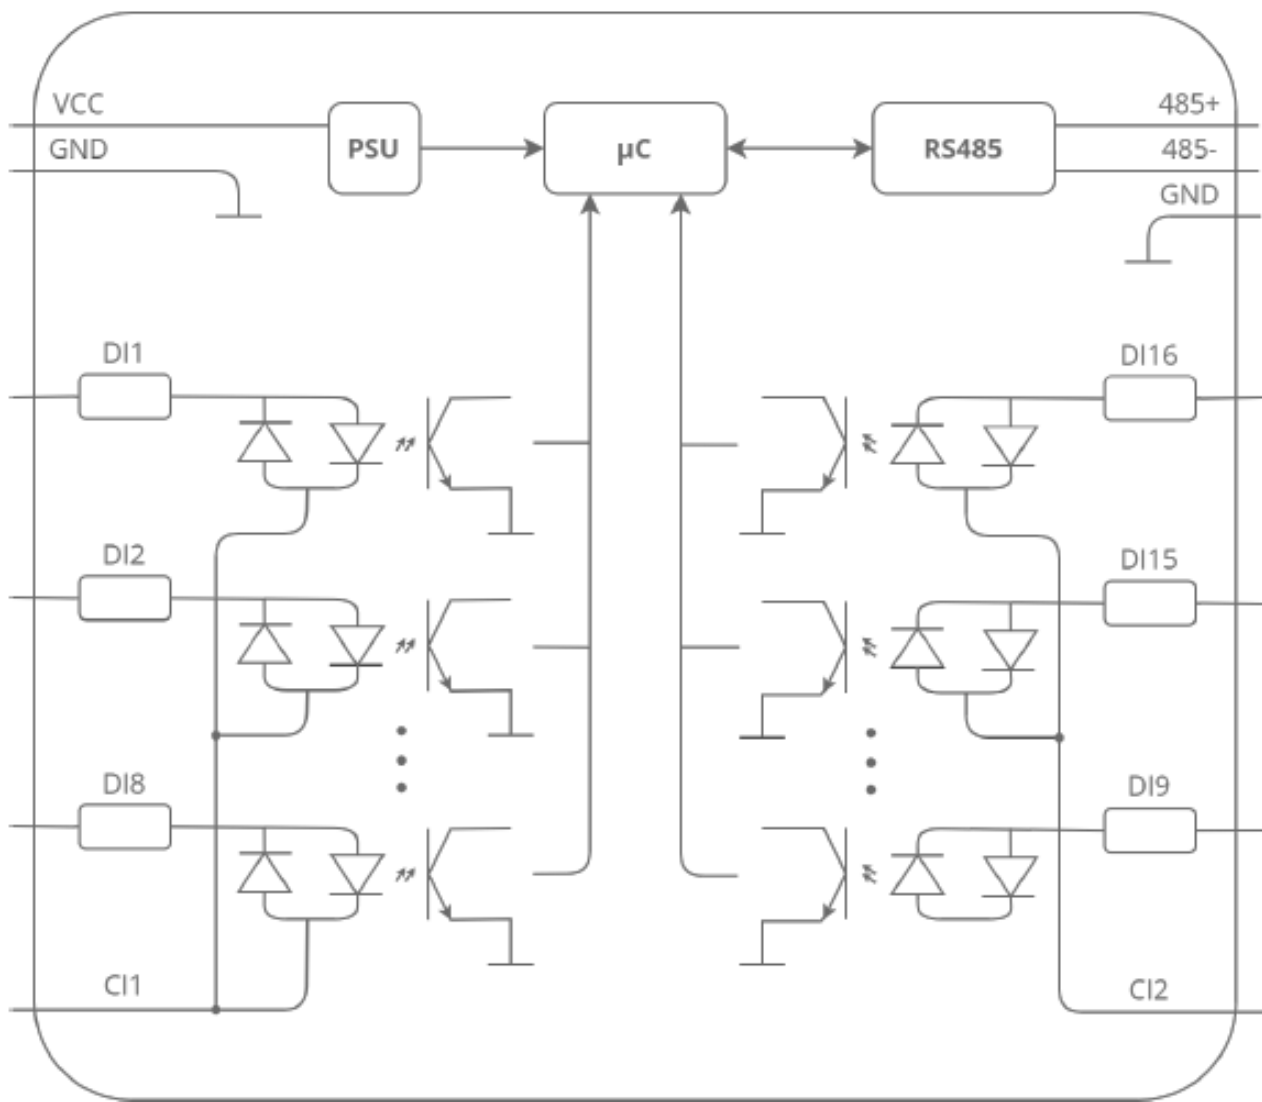 VCC
485+
GND
PSU
µC
RS485
485-
GND
DI1
DI16
DI2
DI15
DI8
DI9
CI1
CI2